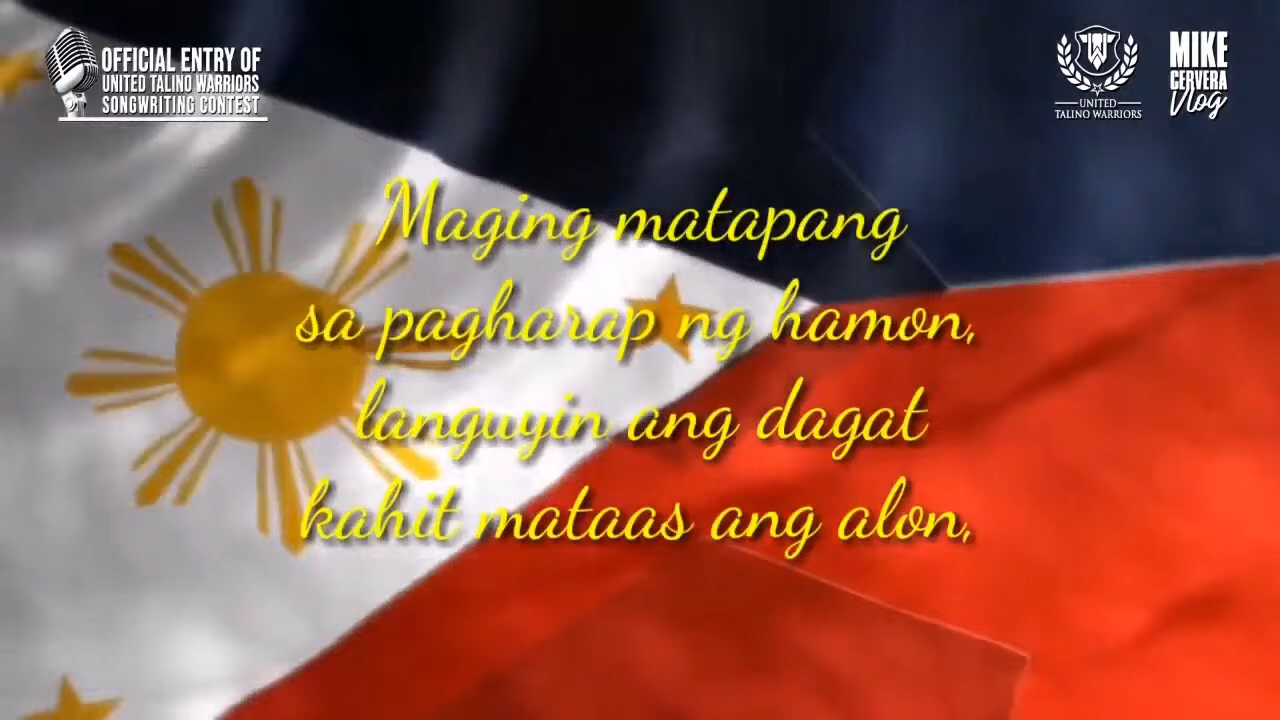 OFFICIAL ENTRY OF
UNITED TALINO WARRIORS
SONGWRITING CONTEST
UNITED
TALINO WARRIORS
MIKE
CERVERA
Vlog
Maging matapang
sa pagharap ng hamon,
languyin ang dagat
kahit mataas ang alon,